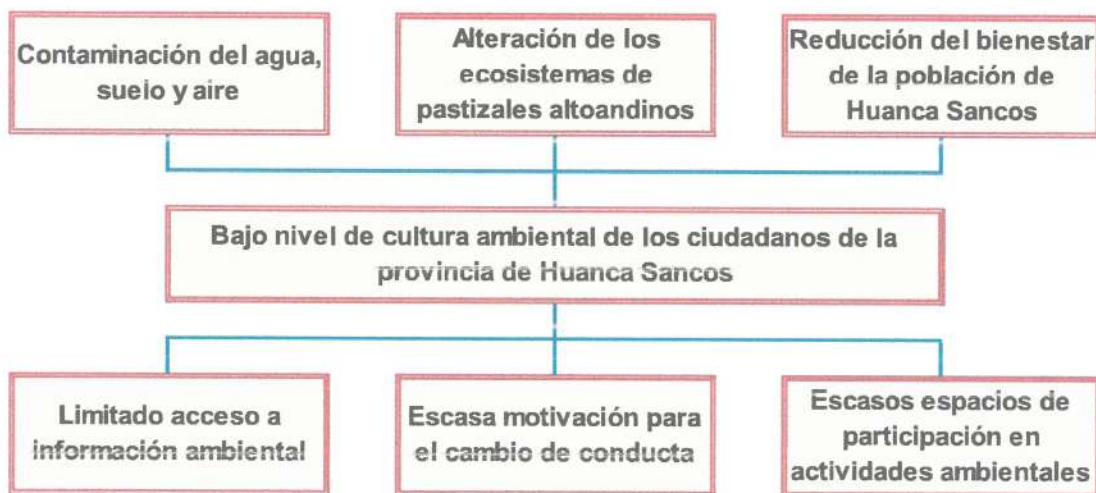 Contaminación del agua,
suelo y aire
Alteración de los
ecosistemas de
pastizales altoandinos
Reducción del bienestar
de la población de
Huanca Sancos
Bajo nivel de cultura ambiental de los ciudadanos de la
provincia de Huanca Sancos
Limitado acceso a
información ambiental
Escasa motivación para
el cambio de conducta
Escasos espacios de
participación en
actividades ambientales